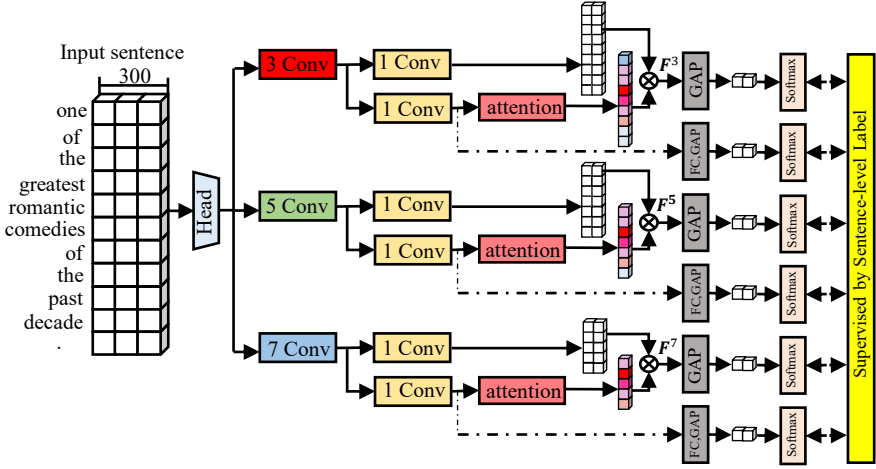 Input sentence
300
one
of
the
greatest
romantic
comedies
of
the
past
decade
.
Head
3 Conv
1 Conv
1 Conv
attention
F³
GAP
Softmax
FC,GAP
Softmax
5 Conv
1 Conv
1 Conv
attention
F⁵
GAP
Softmax
FC,GAP
Softmax
7 Conv
1 Conv
1 Conv
attention
F⁷
GAP
Softmax
FC,GAP
Softmax
Supervised by Sentence-level Label